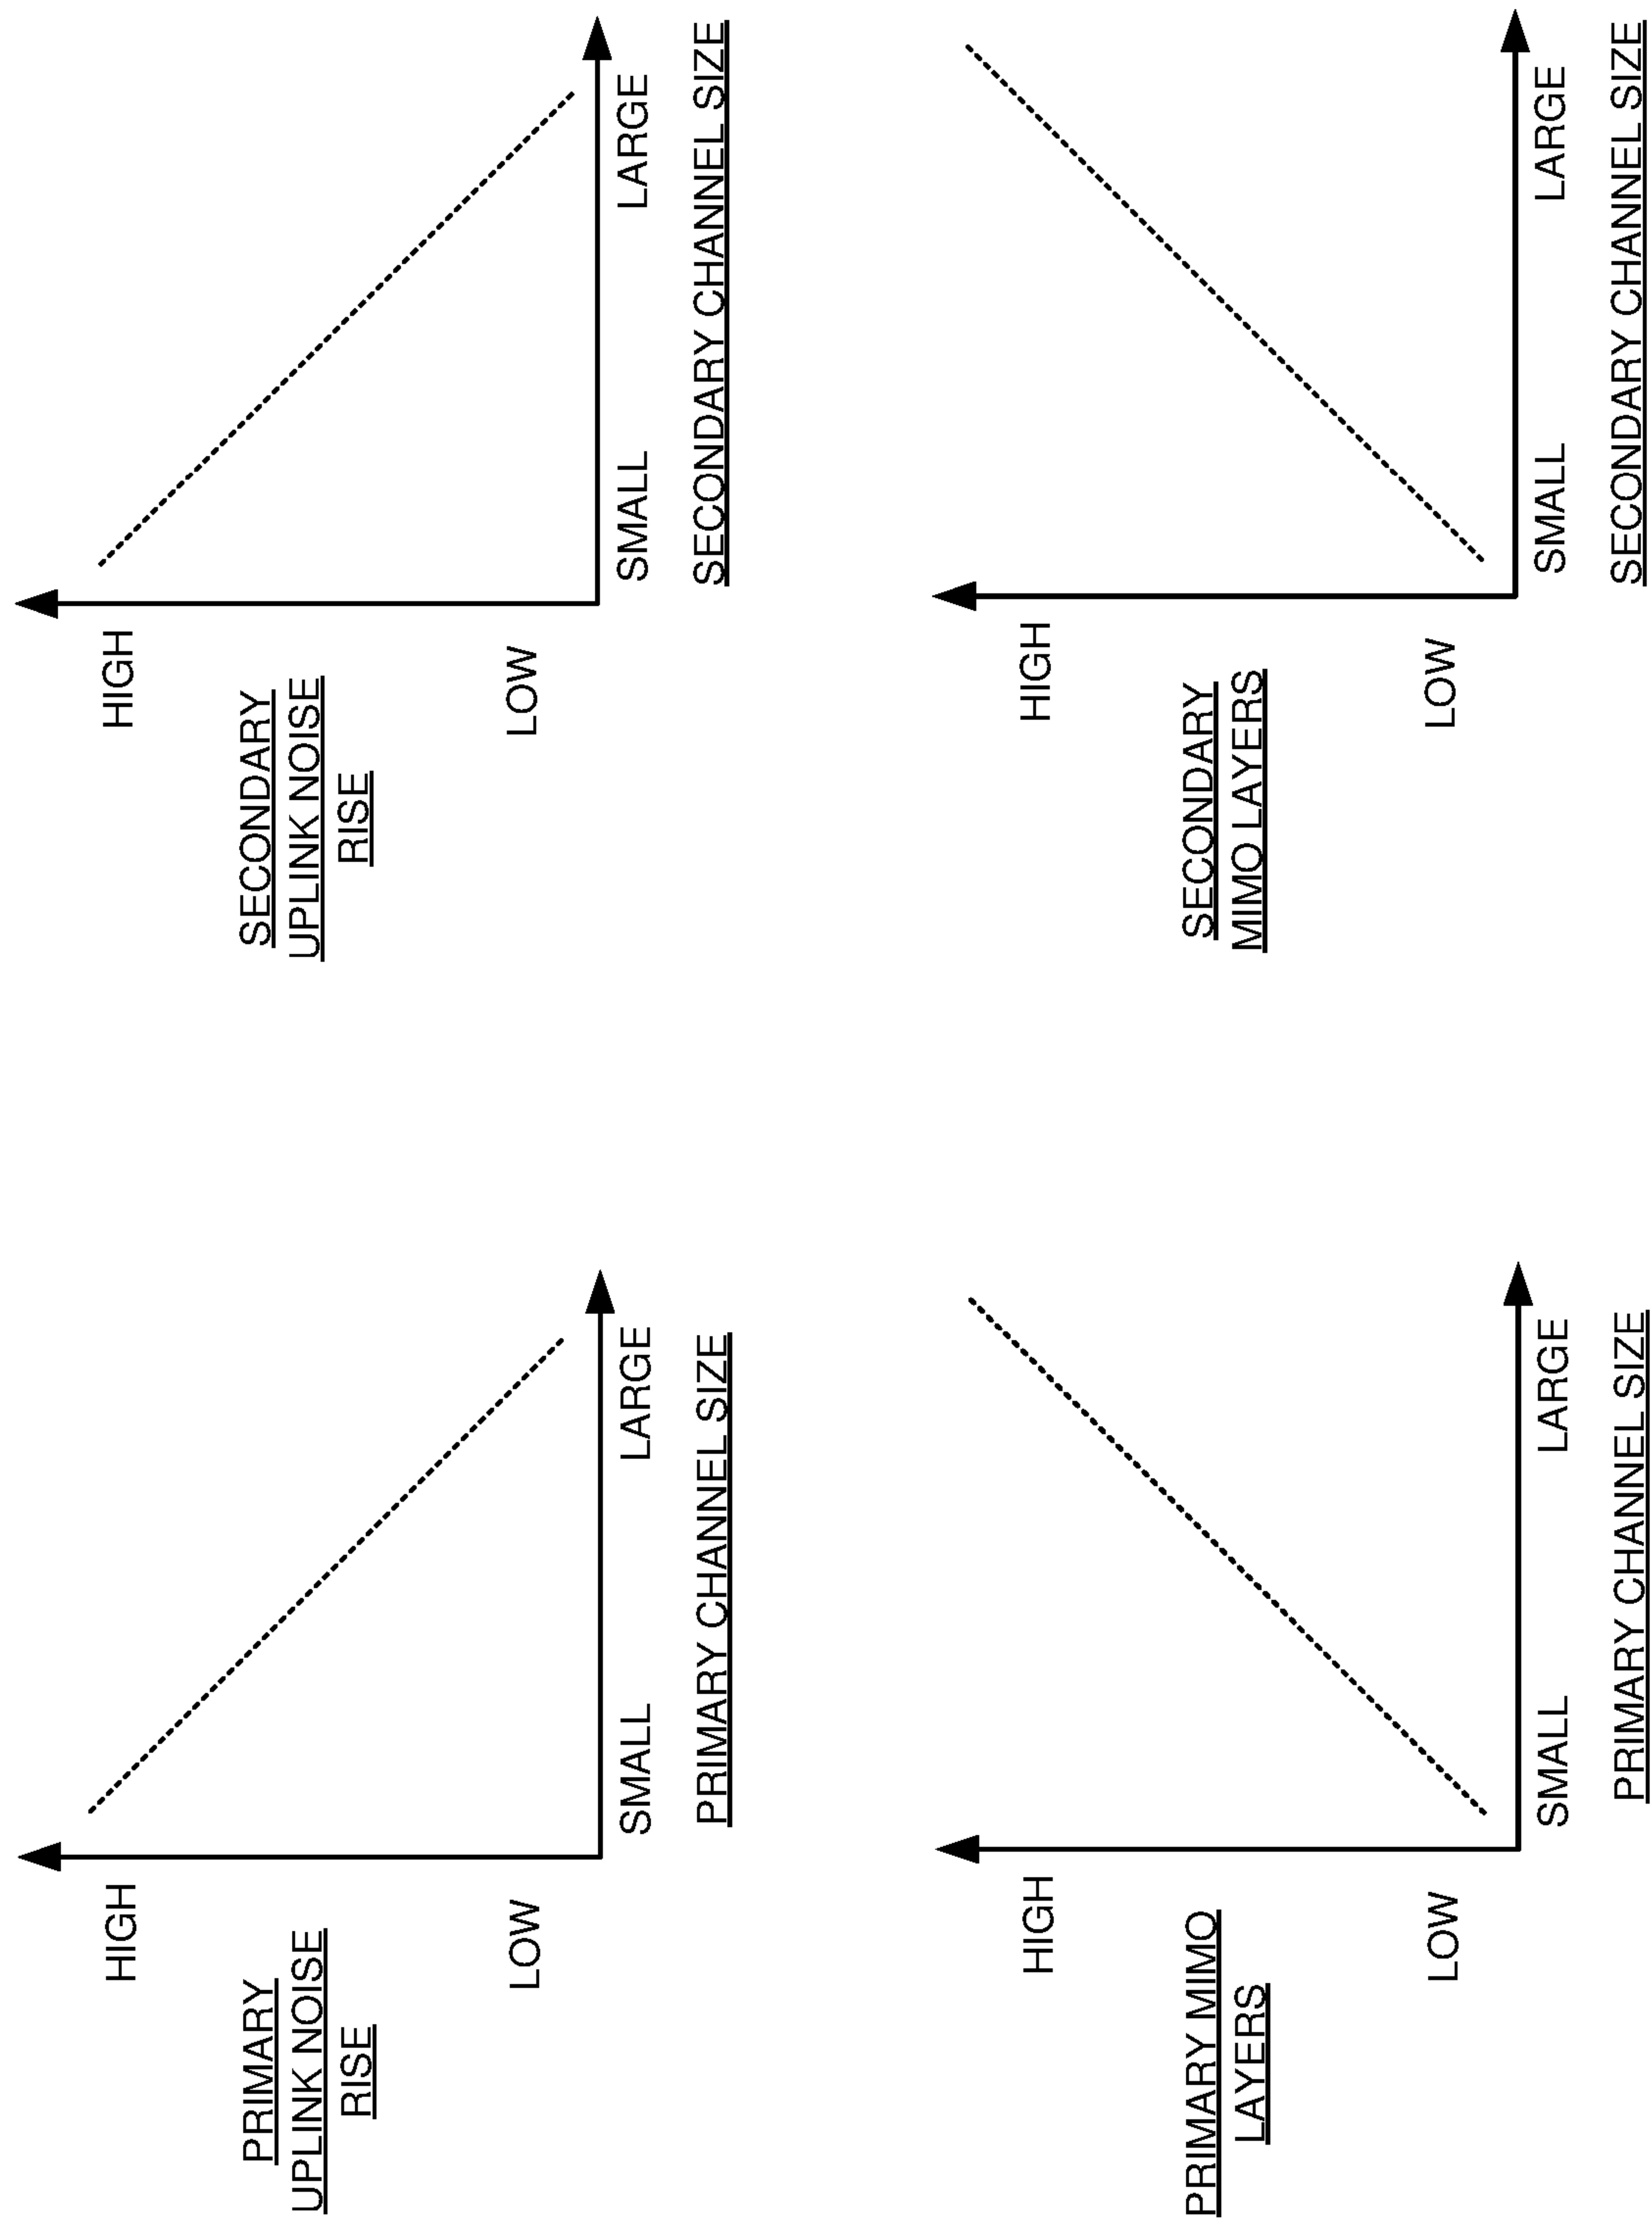 HIGH
PRIMARY
UPLINK NOISE
RISE
LOW
SMALL
LARGE
PRIMARY CHANNEL SIZE
HIGH
SECONDARY
UPLINK NOISE
RISE
LOW
SMALL
LARGE
SECONDARY CHANNEL SIZE
HIGH
PRIMARY MIMO
LAYERS
LOW
SMALL
LARGE
PRIMARY CHANNEL SIZE
HIGH
SECONDARY
MIMO LAYERS
LOW
SMALL
LARGE
SECONDARY CHANNEL SIZE